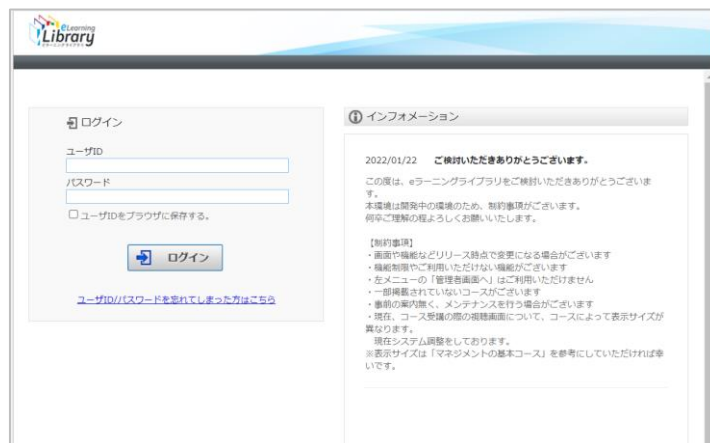 eLearning
Library
eラーニングライブラリ
ログイン
ユーザID
パスワード
ユーザIDをブラウザに保存する。
ログイン
ユーザID/パスワードを忘れてしまった方はこちら
インフォメーション
2022/01/22 ご検討いただきありがとうございます。
この度は、eラーニングライブラリをご検討いただきありがとうございま
す。
本環境は開発中の環境のため、制約事項がございます。
何卒ご理解の程よろしくお願いいたします。
【制約事項】
・画面や機能などリリース時点で変更になる場合がございます
・機能制限やご利用いただけない機能がございます
・左メニューの「管理者画面へ」はご利用いただけません
・一部掲載されていないコースがございます
・事前の案内無く、メンテナンスを行う場合がございます
・現在、コース受講の際の視聴画面について、コースによって表示サイズが
異なります。
現在システム調整をしております。
※表示サイズは「マネジメントの基本コース」を参考にしていただければ幸
いです。